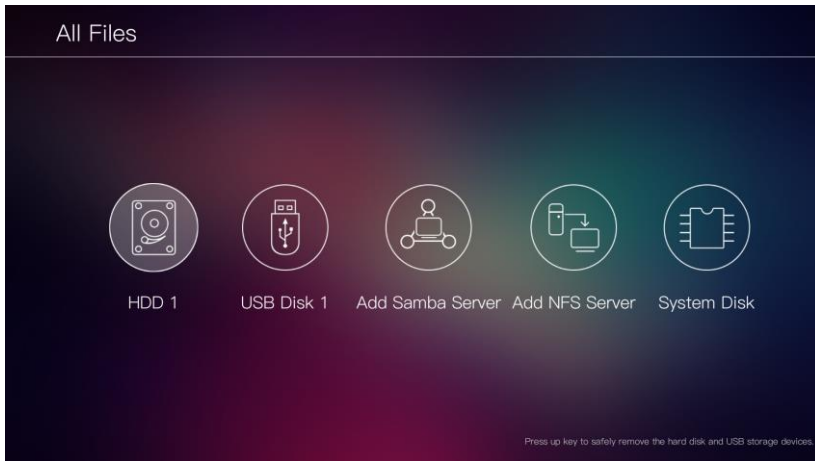 All Files
HDD 1
USB Disk 1
Add Samba Server
Add NFS Server
System Disk
Press up key to safely remove the hard disk and USB storage devices.